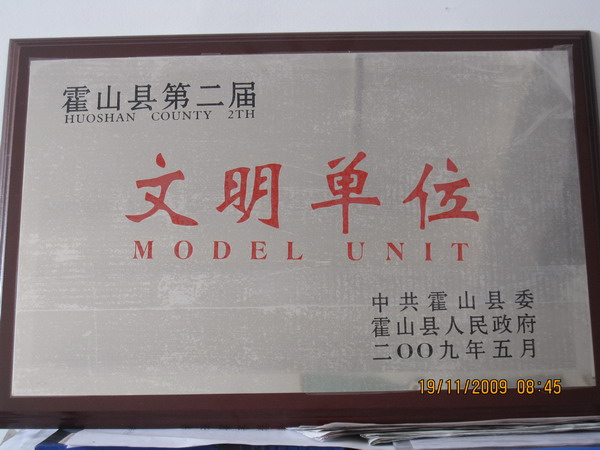 霍山县第二届
HUOSHAN COUNTY 2TH
文明单位
MODEL UNIT
中共霍山县委
霍山县人民政府
二〇〇九年五月
19/11/2009 08:45